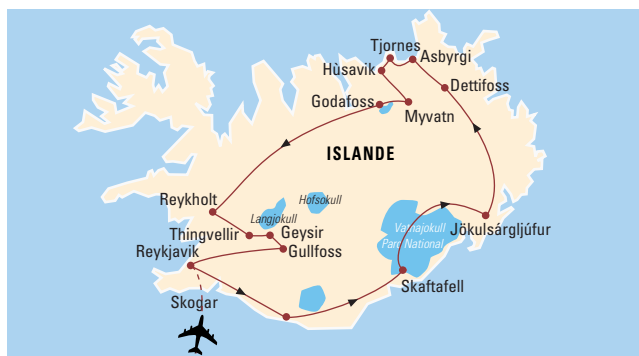 Tjornes
Asbyrgi
Hùsavik
Dettifoss
Godafoss
Myvatn
ISLANDE
Reykholt
Hofsokull
Langjokull
Thingvellir
Geysir
Gullfoss
Reykjavik
Vatnajokull
Parc National
Jökulsárgljúfur
Skaftafell
Skogar